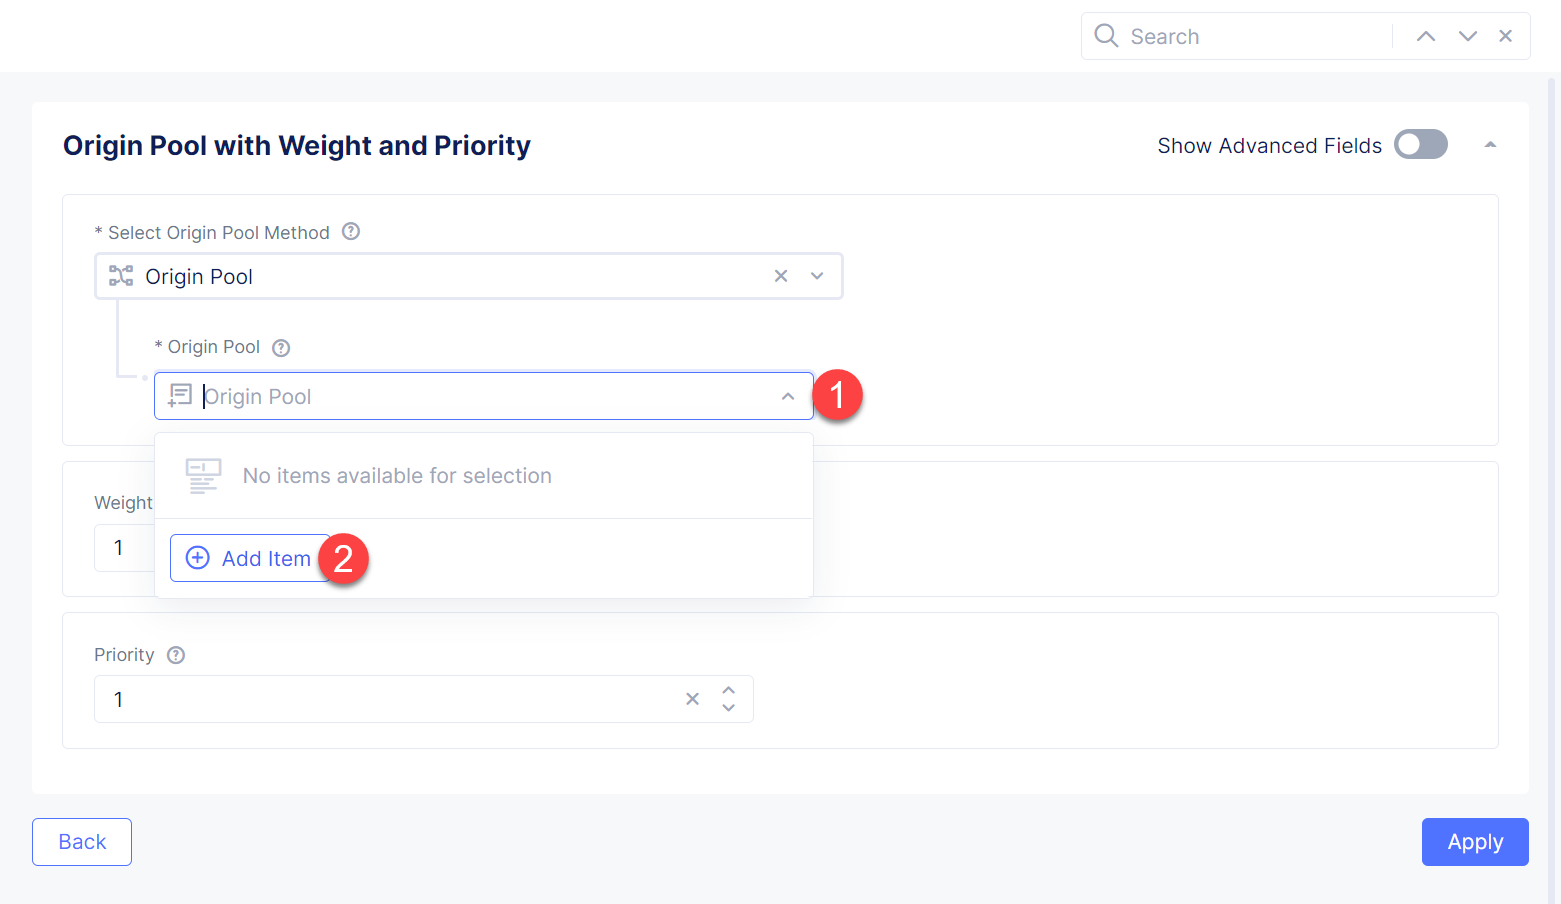 Search
Origin Pool with Weight and Priority
Show Advanced Fields
* Select Origin Pool Method ?
Origin Pool
* Origin Pool ?
Origin Pool
1
No items available for selection
Weight
1
Add Item
2
Priority ?
1
Back
Apply